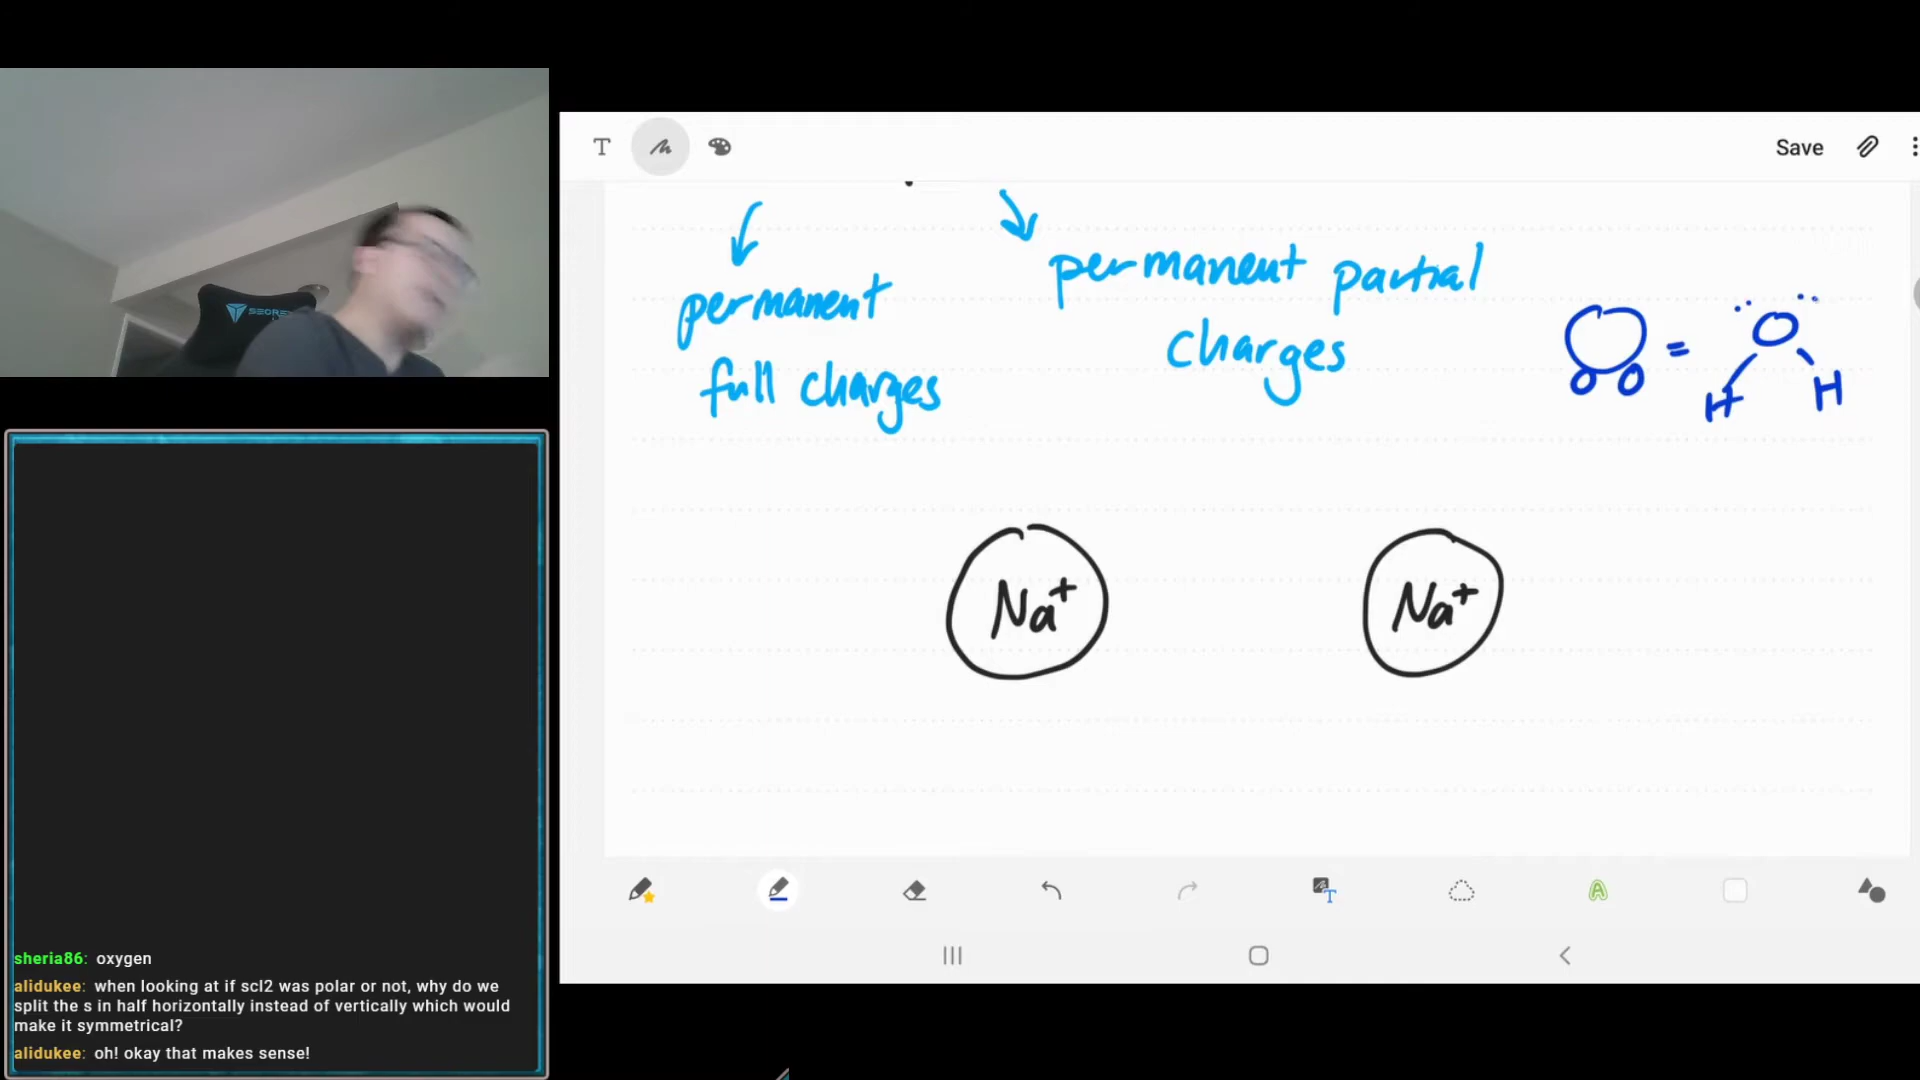 T
Save
permanent
full charges
permanent partial
charges
=
O
H H
Na+
Na+
T
A
sheria86: oxygen
alidukee: when looking at if scl2 was polar or not, why do we
split the s in half horizontally instead of vertically which would
make it symmetrical?
alidukee: oh! okay that makes sense!